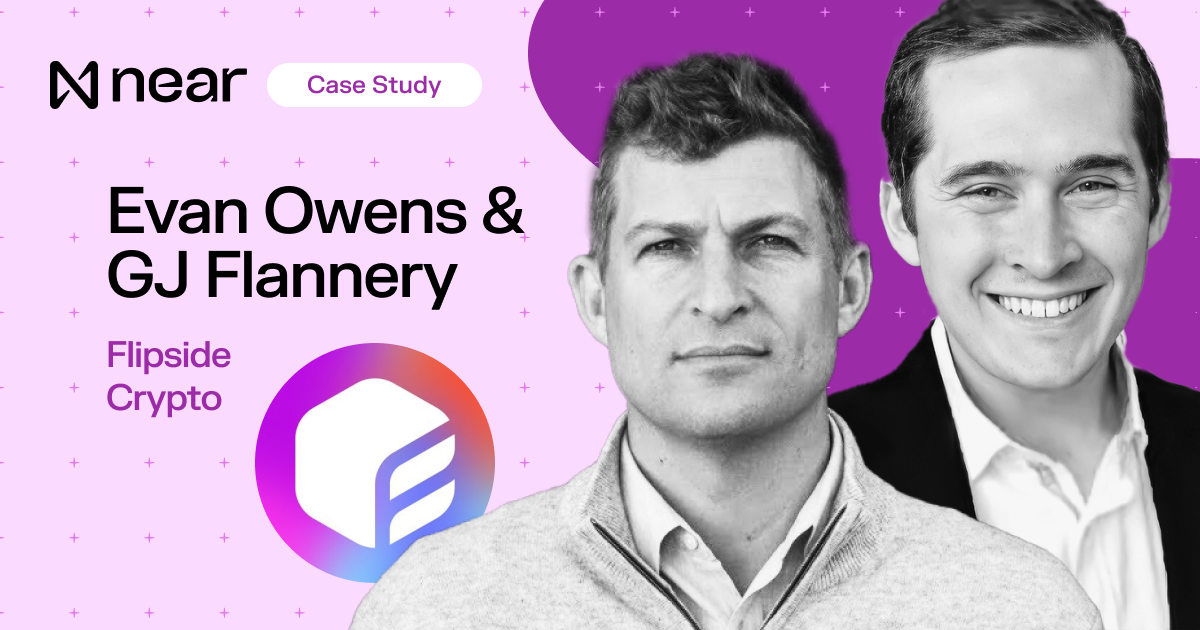 near
Case Study
Evan Owens &
GJ Flannery
Flipside
Crypto